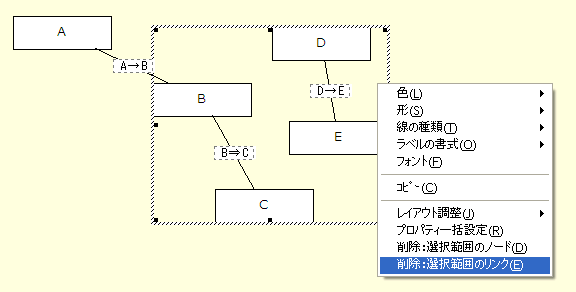 A
D
A→B
D→E
B
E
B⇒C
C
色(L)
形(S)
線の種類(T)
ラベルの書式(O)
フォント(F)
ｺﾋﾟｰ(C)
レイアウト調整(J)
プロパティ一括設定(R)
削除：選択範囲のノード(D)
削除：選択範囲のリンク(E)